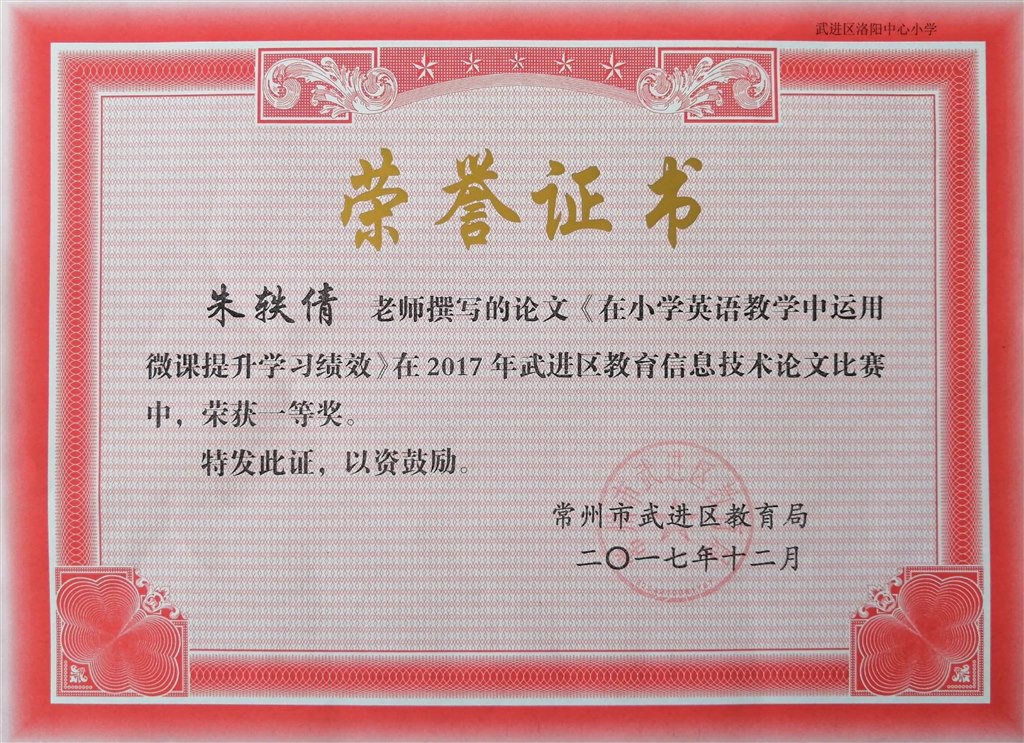 武进区洛阳中心小学
荣誉证书
朱轶倩 老师撰写的论文《在小学英语教学中运用
微课提升学习绩效》在2017年武进区教育信息技术论文比赛
中，荣获一等奖。
特发此证，以资鼓励。
常州市武进区教育局
二〇一七年十二月